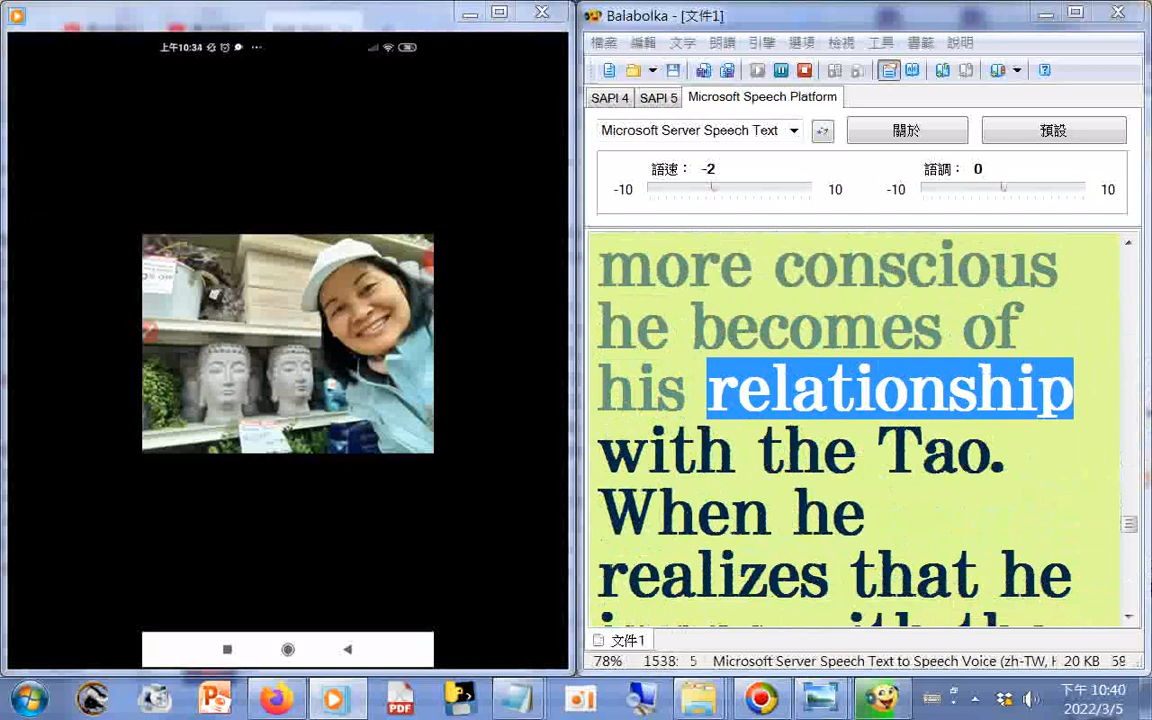 上午10:34
Balabolka - [文件1]
檔案 編輯 文字 朗讀 引擎 選項 檢視 工具 書籤 說明
SAPI 4 SAPI 5 Microsoft Speech Platform
Microsoft Server Speech Text 關於 預設
語速： -2 語調： 0
-10 10 -10 10
more conscious
he becomes of
his relationship
with the Tao.
When he
realizes that he
文件1
78% 1538: 5 Microsoft Server Speech Text to Speech Voice (zh-TW, H 20 KB
PDF
下午 10:40
2022/3/5